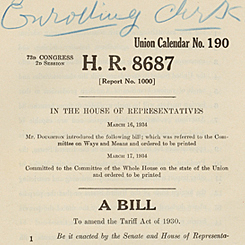 Enrolling Clerk
Union Calendar No. 190
73D CONGRESS
2D SESSION
H. R. 8687
[Report No. 1000]
IN THE HOUSE OF REPRESENTATIVES
MARCH 16, 1934
Mr. DOUGHTON introduced the following bill; which was referred to the Com-
mittee on Ways and Means and ordered to be printed
MARCH 17, 1934
Committed to the Committee of the Whole House on the state of the Union
and ordered to be printed
A BILL
To amend the Tariff Act of 1930.
1 Be it enacted by the Senate and House of Representa-